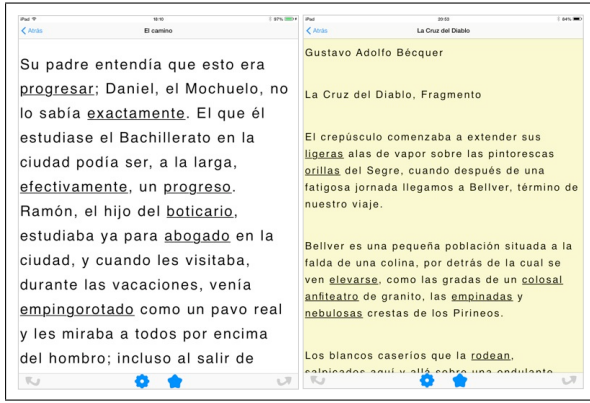 iPad
16:10
87%
Atrás
El camino
Su padre entendía que esto era
progresar; Daniel, el Mochuelo, no
lo sabía exactamente. El que él
estudiase el Bachillerato en la
ciudad podía ser, a la larga,
efectivamente, un progreso.
Ramón, el hijo del boticario,
estudiaba ya para abogado en la
ciudad, y cuando les visitaba,
durante las vacaciones, venía
empingorotado como un pavo real
y les miraba a todos por encima
del hombro; incluso al salir de
iPad
20:53
64%
Atrás
La Cruz del Diablo
Gustavo Adolfo Bécquer
La Cruz del Diablo, Fragmento
El crepúsculo comenzaba a extender sus
ligeras alas de vapor sobre las pintorescas
orillas del Segre, cuando después de una
fatigosa jornada llegamos a Bellver, término de
nuestro viaje.
Bellver es una pequeña población situada a la
falda de una colina, por detrás de la cual se
ven elevarse, como las gradas de un colosal
anfiteatro de granito, las empinadas y
nebulosas crestas de los Pirineos.
Los blancos caseríos que la rodean,
salpicados aquí y allá sobre una ondulante